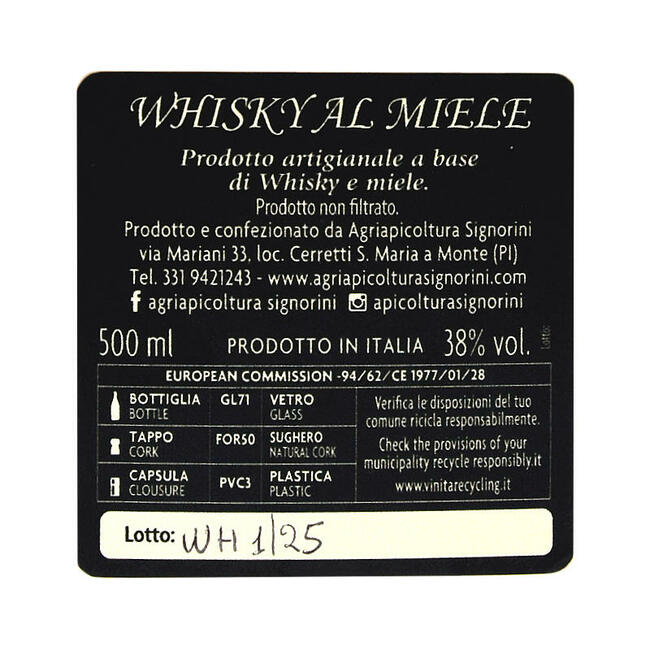 WHISKY AL MIELE
Prodotto artigianale a base
di Whisky e miele.
Prodotto non filtrato.
Prodotto e confezionato da Agriapicoltura Signorini
via Mariani 33, loc. Cerretti S. Maria a Monte (PI)
Tel. 331 9421243 - www.agriapicolturasignorini.com
agriapicoltura signorini apicolturasignorini
500 ml PRODOTTO IN ITALIA 38% vol.
Lotto:
EUROPEAN COMMISSION -94/62/CE 1977/01/28
BOTTIGLIA GL71 VETRO
BOTTLE GLASS
TAPPO FOR50 SUGHERO
CORK NATURAL CORK
CAPSULA PVC3 PLASTICA
CLOUSURE PLASTIC
Verifica le disposizioni del tuo
comune ricicla responsabilmente.
Check the provisions of your
municipality recycle responsibly.it
www.vinitarecycling.it
Lotto: WH 1/25